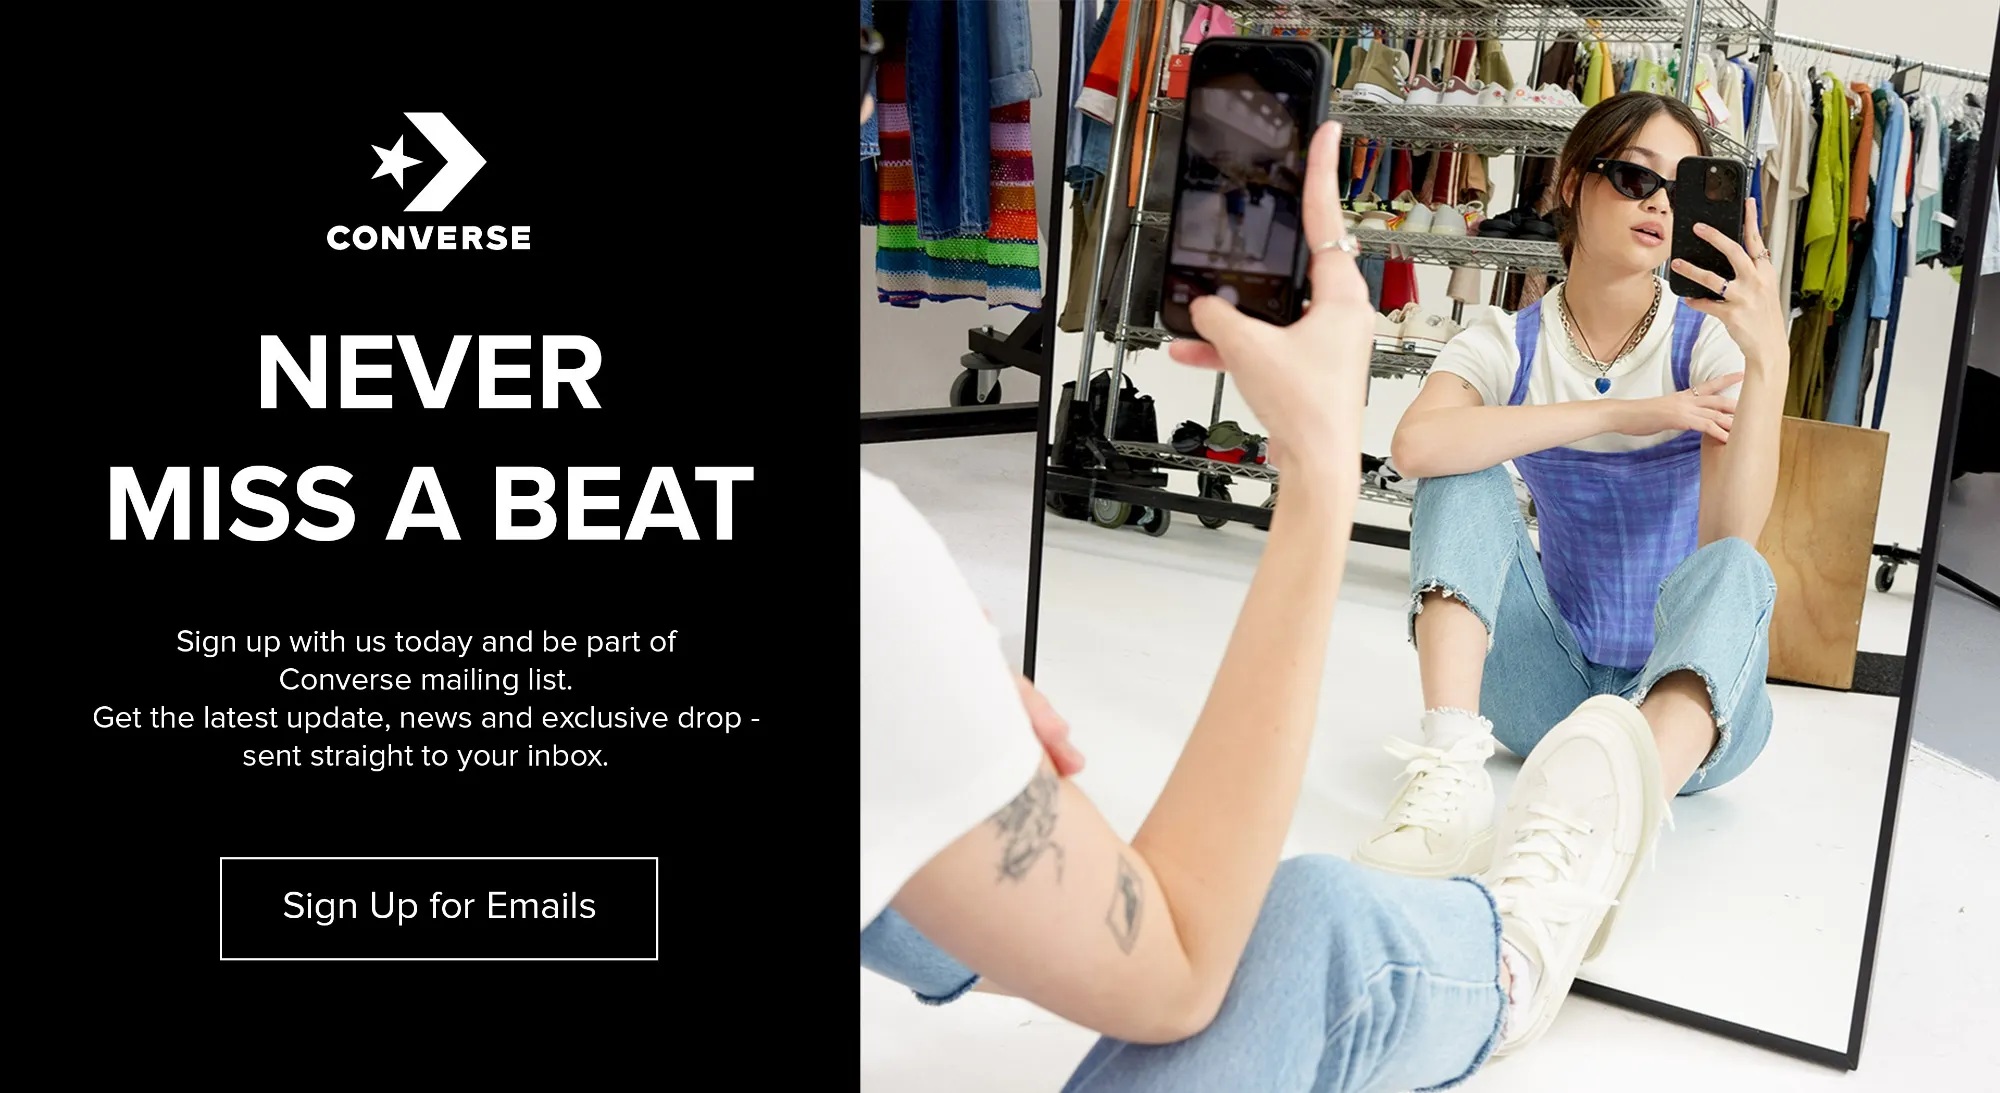 CONVERSE
NEVER
MISS A BEAT
Sign up with us today and be part of
Converse mailing list.
Get the latest update, news and exclusive drop -
sent straight to your inbox.
Sign Up for Emails